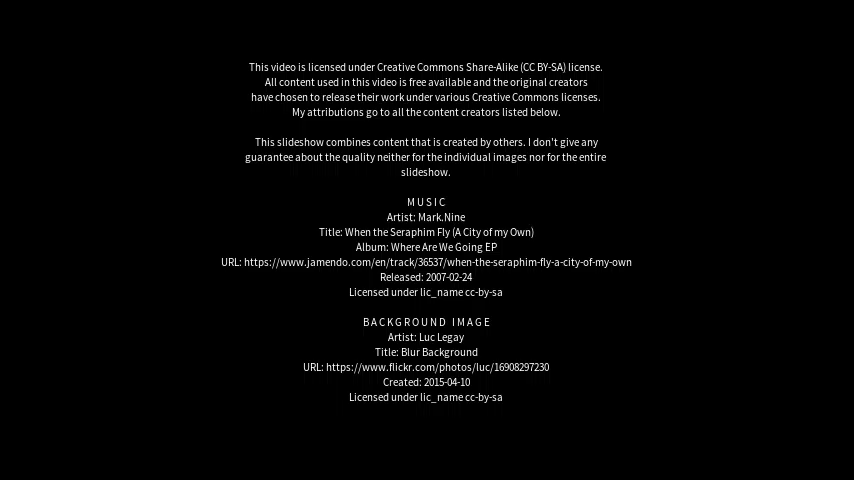 This video is licensed under Creative Commons Share-Alike (CC BY-SA) license.
All content used in this video is free available and the original creators
have chosen to release their work under various Creative Commons licenses.
My attributions go to all the content creators listed below.
This slideshow combines content that is created by others. I don't give any
guarantee about the quality neither for the individual images nor for the entire
slideshow.
MUSIC
Artist: Mark.Nine
Title: When the Seraphim Fly (A City of my Own)
Album: Where Are We Going EP
URL: https://www.jamendo.com/en/track/36537/when-the-seraphim-fly-a-city-of-my-own
Released: 2007-02-24
Licensed under lic_name cc-by-sa
BACKGROUND IMAGE
Artist: Luc Legay
Title: Blur Background
URL: https://www.flickr.com/photos/luc/16908297230
Created: 2015-04-10
Licensed under lic_name cc-by-sa